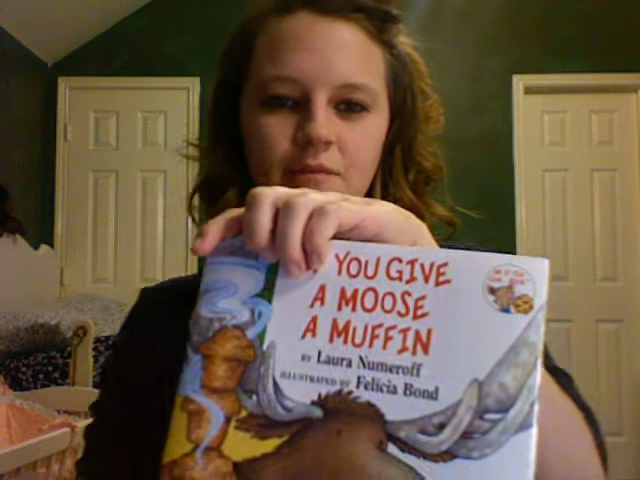 YOU GIVE
A MOOSE
A MUFFIN
BY Laura Numeroff
ILLUSTRATED BY Felicia Bond